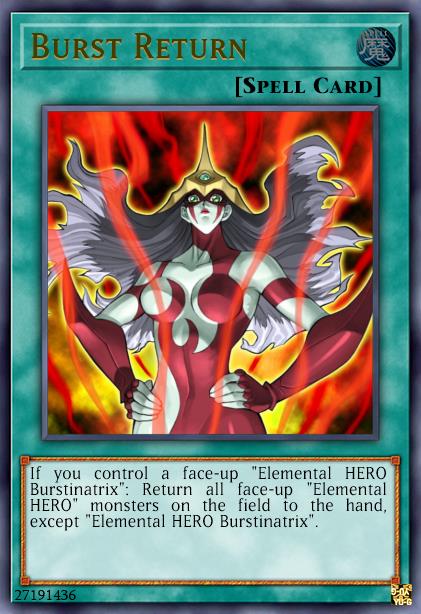 Burst Return
魔
[Spell Card]
If you control a face-up "Elemental HERO
Burstinatrix": Return all face-up "Elemental
HERO" monsters on the field to the hand,
except "Elemental HERO Burstinatrix".
27191436